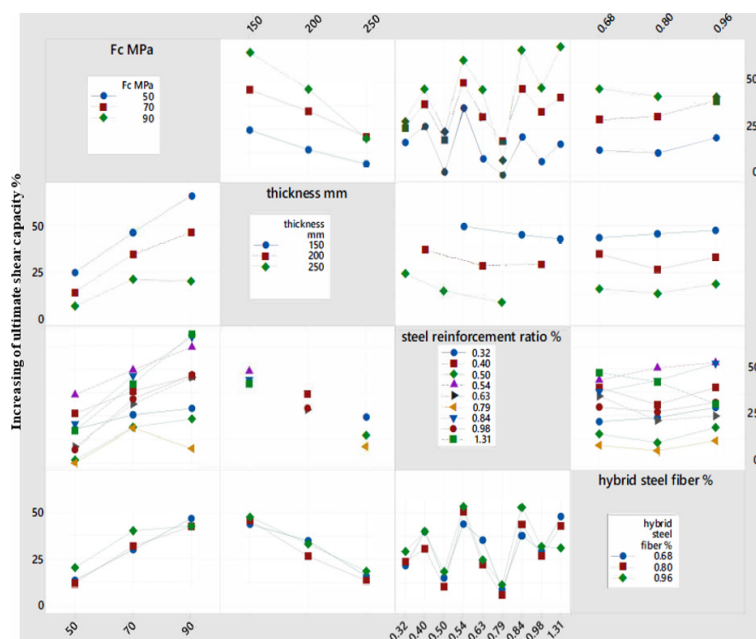 150 200 250 0.68 0.80 0.96
Fc MPa
Fc MPa
50
70
90
50
25
0
thickness mm
thickness
mm
150
200
250
50
25
0
steel reinforcement ratio %
0.32
0.40
0.50
0.54
0.63
0.79
0.84
0.98
1.31
50
25
0
hybrid steel fiber %
hybrid
steel
fiber %
0.68
0.80
0.96
50
25
0
50 70 90 0.32 0.40 0.50 0.54 0.63 0.79 0.84 0.98 1.31
Increasing of ultimate shear capacity %